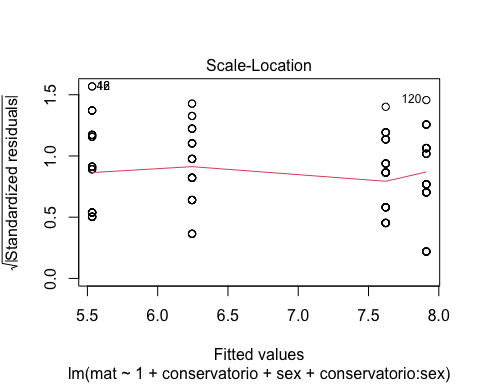 Scale-Location
√|Standardized residuals|
0.0
0.5
1.0
1.5
120
5.5 6.0 6.5 7.0 7.5 8.0
Fitted values
lm(mat ~ 1 + conservatorio + sex + conservatorio:sex)